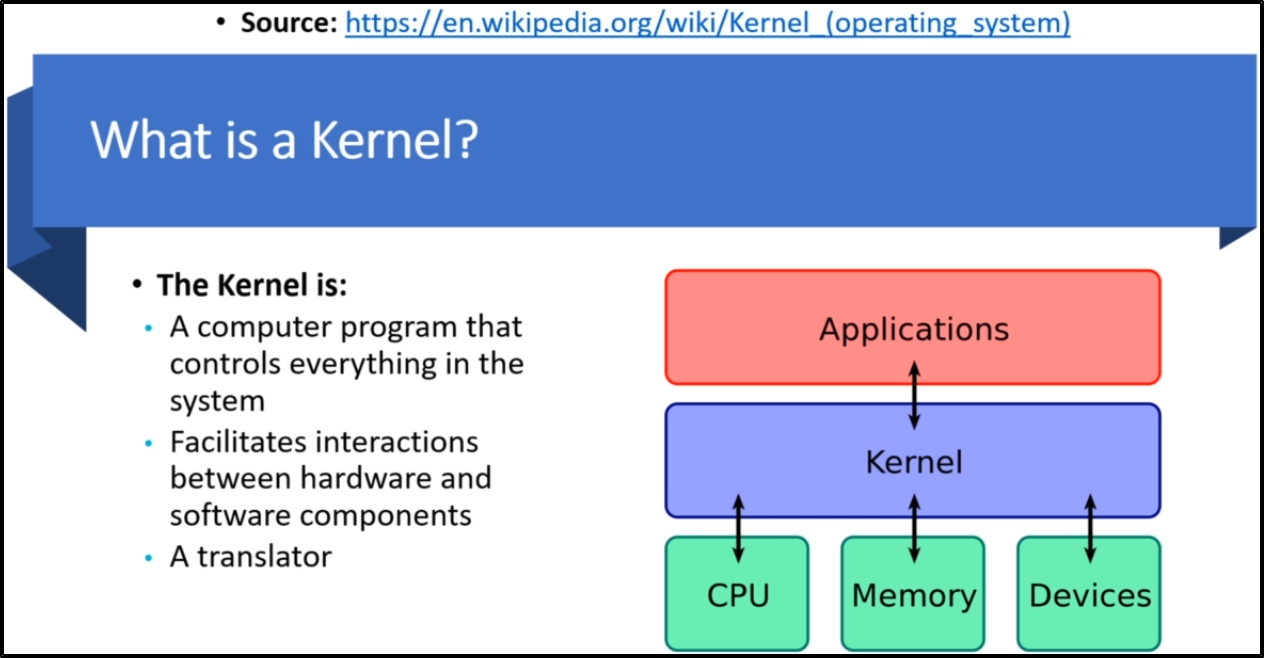 • Source: https://en.wikipedia.org/wiki/Kernel_(operating_system)
What is a Kernel?
• The Kernel is:
• A computer program that
controls everything in the
system
• Facilitates interactions
between hardware and
software components
• A translator
Applications
Kernel
CPU
Memory
Devices